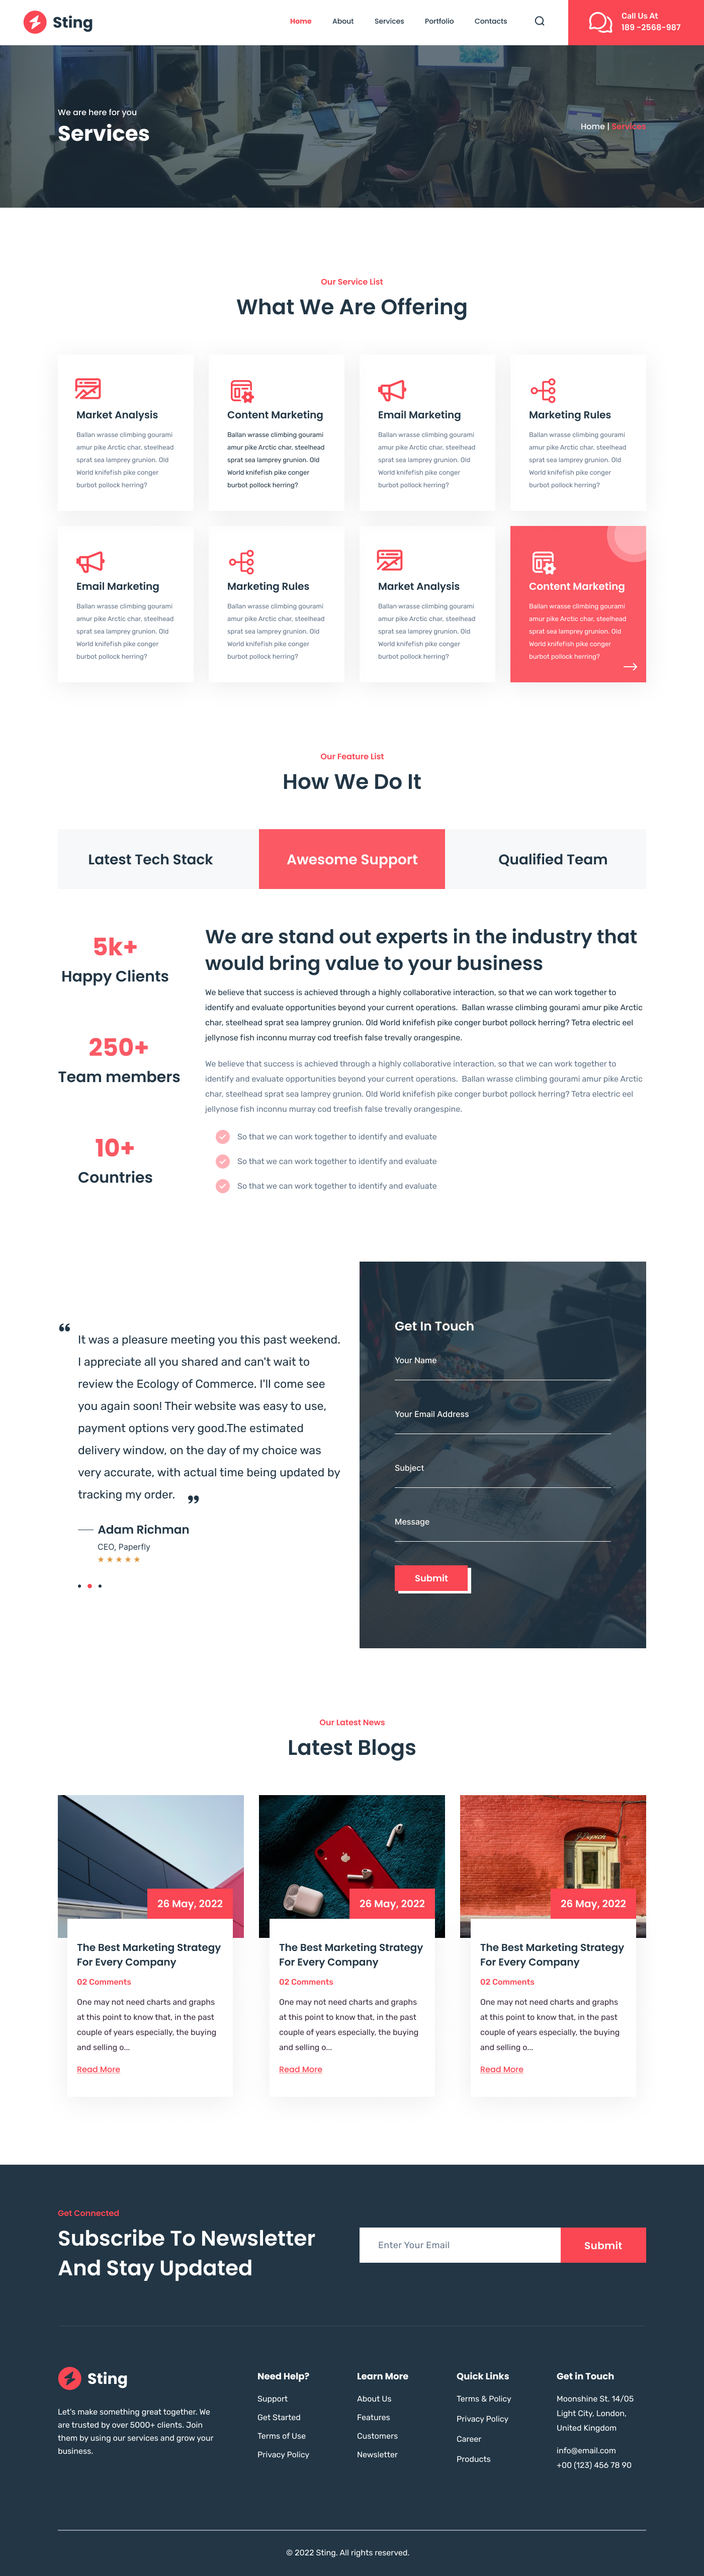 Sting
Home About Services Portfolio Contacts
Call Us At
189 -2568-987
We are here for you
Services
Home | Services
Our Service List
What We Are Offering
Market Analysis
Ballan wrasse climbing gourami
amur pike Arctic char, steelhead
sprat sea lamprey grunion. Old
World knifefish pike conger
burbot pollock herring?
Content Marketing
Ballan wrasse climbing gourami
amur pike Arctic char, steelhead
sprat sea lamprey grunion. Old
World knifefish pike conger
burbot pollock herring?
Email Marketing
Ballan wrasse climbing gourami
amur pike Arctic char, steelhead
sprat sea lamprey grunion. Old
World knifefish pike conger
burbot pollock herring?
Marketing Rules
Ballan wrasse climbing gourami
amur pike Arctic char, steelhead
sprat sea lamprey grunion. Old
World knifefish pike conger
burbot pollock herring?
Email Marketing
Ballan wrasse climbing gourami
amur pike Arctic char, steelhead
sprat sea lamprey grunion. Old
World knifefish pike conger
burbot pollock herring?
Marketing Rules
Ballan wrasse climbing gourami
amur pike Arctic char, steelhead
sprat sea lamprey grunion. Old
World knifefish pike conger
burbot pollock herring?
Market Analysis
Ballan wrasse climbing gourami
amur pike Arctic char, steelhead
sprat sea lamprey grunion. Old
World knifefish pike conger
burbot pollock herring?
Content Marketing
Ballan wrasse climbing gourami
amur pike Arctic char, steelhead
sprat sea lamprey grunion. Old
World knifefish pike conger
burbot pollock herring?
Our Feature List
How We Do It
Latest Tech Stack
Awesome Support
Qualified Team
5k+
Happy Clients
250+
Team members
10+
Countries
We are stand out experts in the industry that
would bring value to your business
We believe that success is achieved through a highly collaborative interaction, so that we can work together to
identify and evaluate opportunities beyond your current operations. Ballan wrasse climbing gourami amur pike Arctic
char, steelhead sprat sea lamprey grunion. Old World knifefish pike conger burbot pollock herring? Tetra electric eel
jellynose fish inconnu murray cod treefish false trevally orangespine.
We believe that success is achieved through a highly collaborative interaction, so that we can work together to
identify and evaluate opportunities beyond your current operations. Ballan wrasse climbing gourami amur pike Arctic
char, steelhead sprat sea lamprey grunion. Old World knifefish pike conger burbot pollock herring? Tetra electric eel
jellynose fish inconnu murray cod treefish false trevally orangespine.
So that we can work together to identify and evaluate
So that we can work together to identify and evaluate
So that we can work together to identify and evaluate
“
It was a pleasure meeting you this past weekend.
I appreciate all you shared and can't wait to
review the Ecology of Commerce. I'll come see
you again soon! Their website was easy to use,
payment options very good.The estimated
delivery window, on the day of my choice was
very accurate, with actual time being updated by
tracking my order. ”
Adam Richman
CEO, Paperfly
★★★★★
Get In Touch
Your Name
Your Email Address
Subject
Message
Submit
Our Latest News
Latest Blogs
26 May, 2022
The Best Marketing Strategy
For Every Company
02 Comments
One may not need charts and graphs
at this point to know that, in the past
couple of years especially, the buying
and selling o...
Read More
26 May, 2022
The Best Marketing Strategy
For Every Company
02 Comments
One may not need charts and graphs
at this point to know that, in the past
couple of years especially, the buying
and selling o...
Read More
26 May, 2022
The Best Marketing Strategy
For Every Company
02 Comments
One may not need charts and graphs
at this point to know that, in the past
couple of years especially, the buying
and selling o...
Read More
Get Connected
Subscribe To Newsletter
And Stay Updated
Enter Your Email
Submit
Sting
Let's make something great together. We
are trusted by over 5000+ clients. Join
them by using our services and grow your
business.
Need Help?
Support
Get Started
Terms of Use
Privacy Policy
Learn More
About Us
Features
Customers
Newsletter
Quick Links
Terms & Policy
Privacy Policy
Career
Products
Get in Touch
Moonshine St. 14/05
Light City, London,
United Kingdom
info@email.com
+00 (123) 456 78 90
© 2022 Sting. All rights reserved.